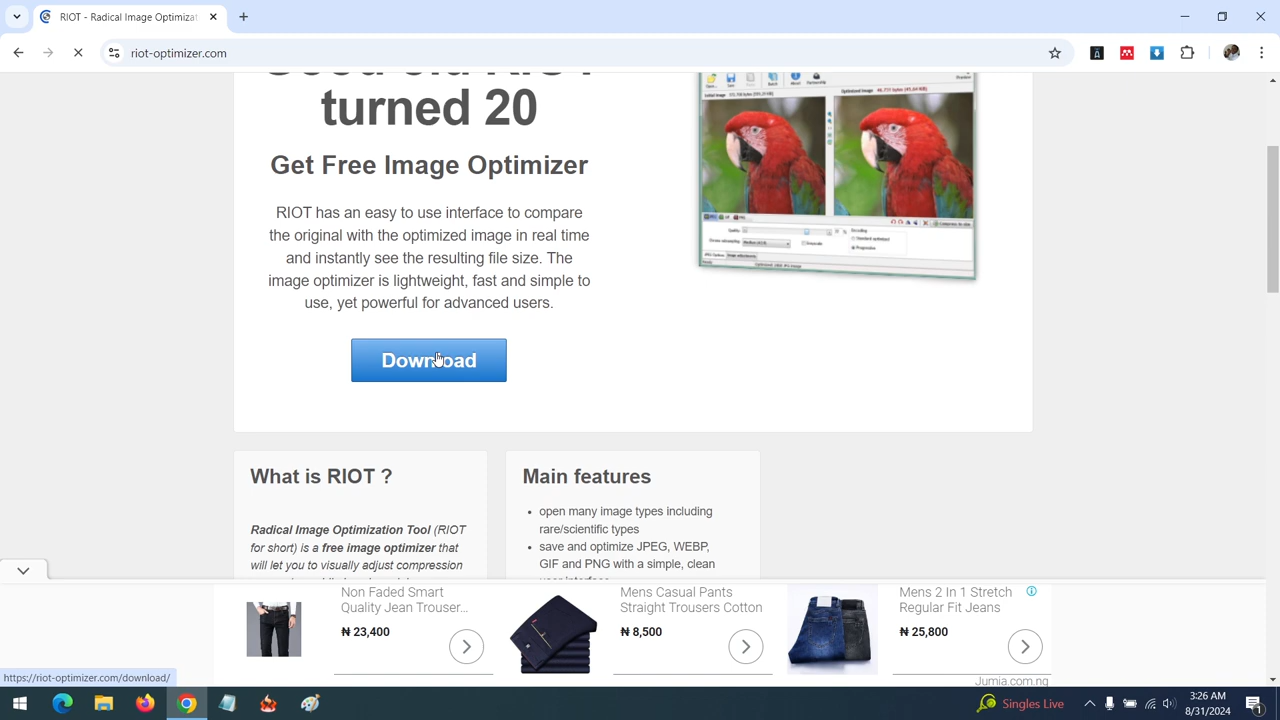 RIOT - Radical Image Optimizat
riot-optimizer.com
Good old RIOT
turned 20
Get Free Image Optimizer
RIOT has an easy to use interface to compare
the original with the optimized image in real time
and instantly see the resulting file size. The
image optimizer is lightweight, fast and simple to
use, yet powerful for advanced users.
Download
What is RIOT ?
Radical Image Optimization Tool (RIOT
for short) is a free image optimizer that
will let you to visually adjust compression
Main features
open many image types including
rare/scientific types
save and optimize JPEG, WEBP,
GIF and PNG with a simple, clean
user interface
Non Faded Smart
Quality Jean Trouser...
₦ 23,400
Mens Casual Pants
Straight Trousers Cotton
₦ 8,500
Mens 2 In 1 Stretch
Regular Fit Jeans
₦ 25,800
Jumia.com.ng
https://riot-optimizer.com/download/
Singles Live
3:26 AM
8/31/2024
1